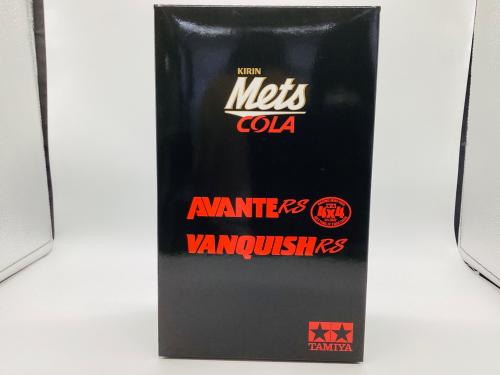 KIRIN
Mets
COLA
AVANTE RS
4X4
VANQUISH RS
TAMIYA